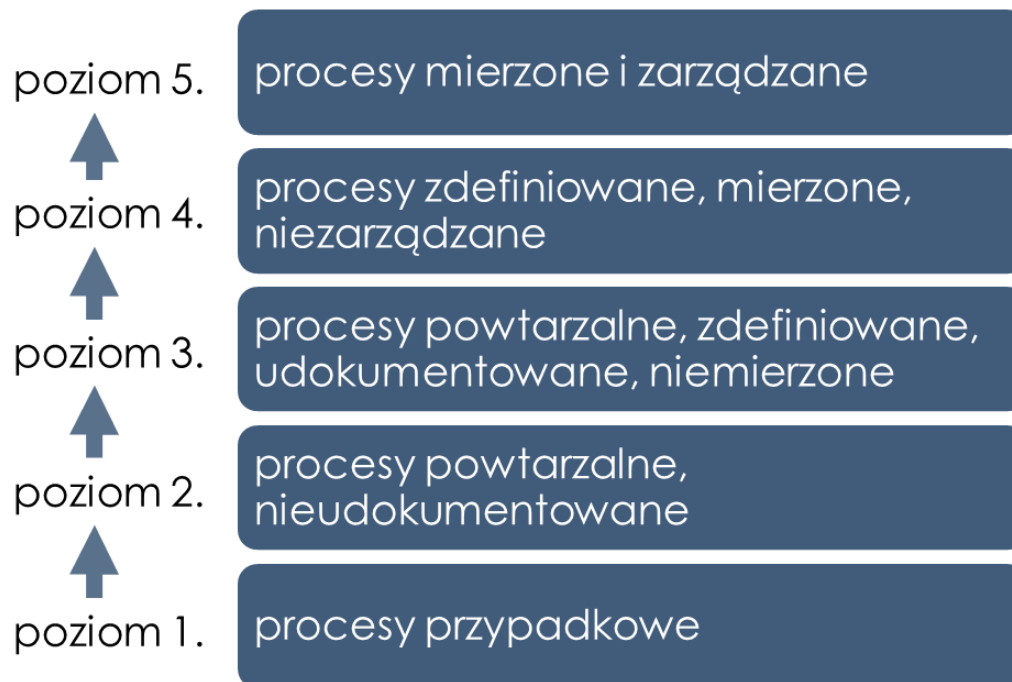 poziom 5.
procesy mierzone i zarządzane
poziom 4.
procesy zdefiniowane, mierzone,
niezarządzane
poziom 3.
procesy powtarzalne, zdefiniowane,
udokumentowane, niemierzone
poziom 2.
procesy powtarzalne,
nieudokumentowane
poziom 1.
procesy przypadkowe